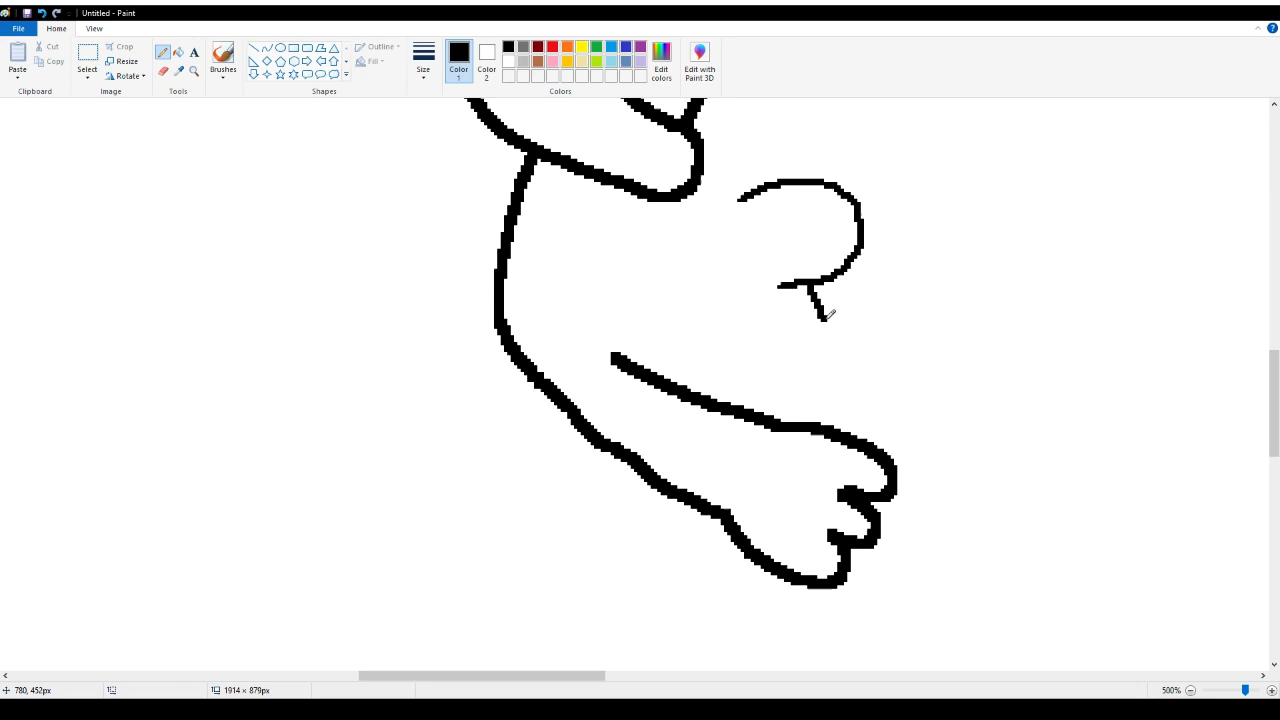 Untitled - Paint
File Home View
Paste Cut Copy Clipboard
Select Crop Resize Rotate Image
A Tools
Brushes
Outline Fill Shapes
Size
Color 1 Color 2 Edit colors Colors
Edit with Paint 3D
780, 452px 1914 × 879px 500%